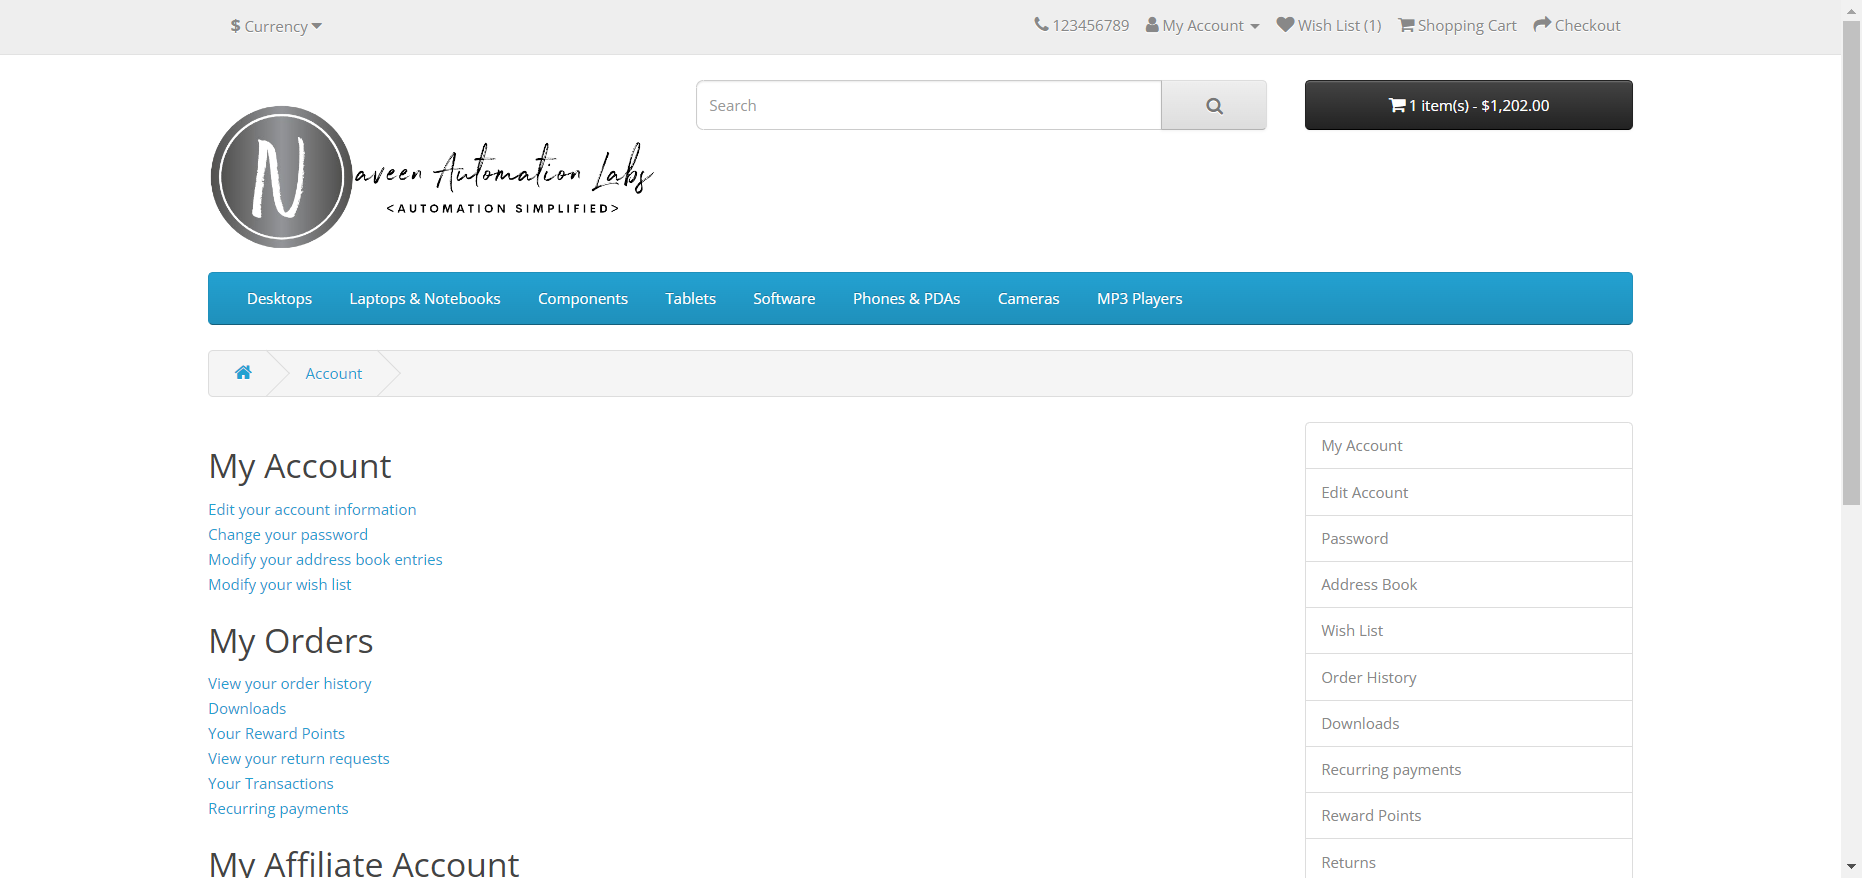 $ Currency
123456789 My Account Wish List (1) Shopping Cart Checkout
Search
1 item(s) - $1,202.00
N
aveen Automation Labs
<AUTOMATION SIMPLIFIED>
Desktops Laptops & Notebooks Components Tablets Software Phones & PDAs Cameras MP3 Players
Account
My Account
Edit your account information
Change your password
Modify your address book entries
Modify your wish list
My Orders
View your order history
Downloads
Your Reward Points
View your return requests
Your Transactions
Recurring payments
My Affiliate Account
My Account
Edit Account
Password
Address Book
Wish List
Order History
Downloads
Recurring payments
Reward Points
Returns